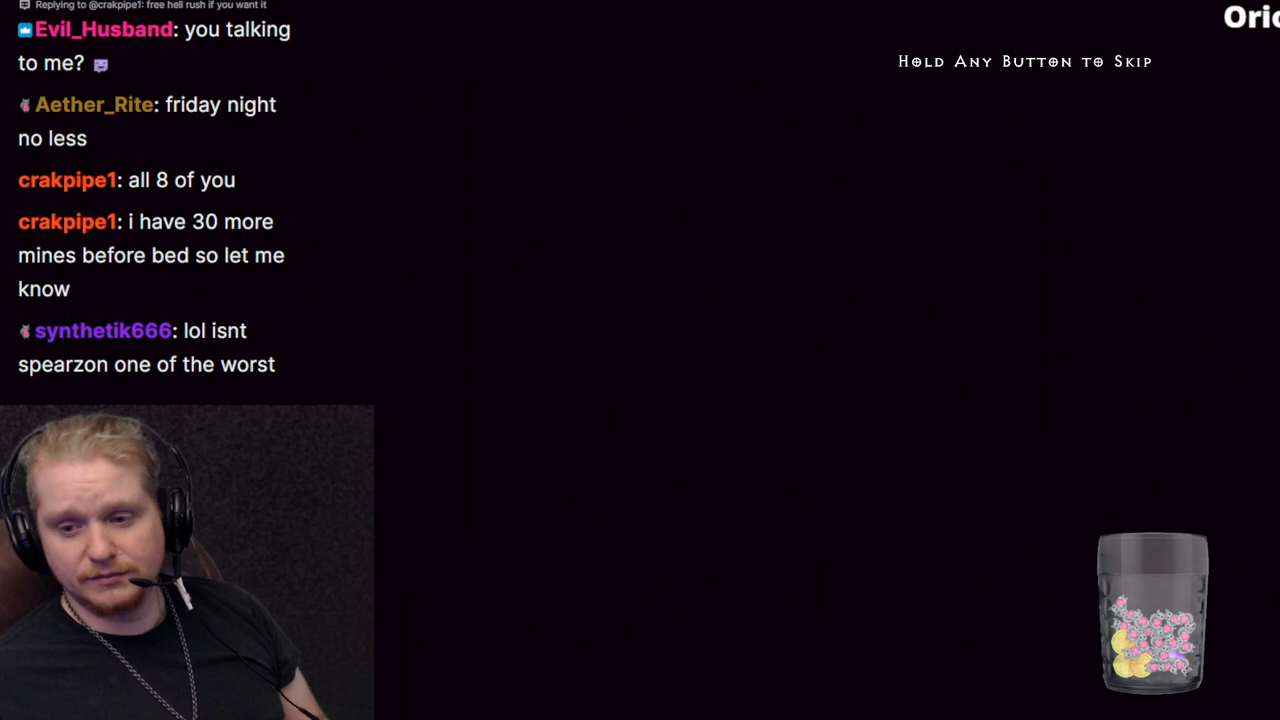 Replying to @crakpipe1: free hell rush if you want it
Evil_Husband: you talking
to me?
Aether_Rite: friday night
no less
crakpipe1: all 8 of you
crakpipe1: i have 30 more
mines before bed so let me
know
synthetik666: lol isnt
spearzon one of the worst
Hold Any Button to Skip